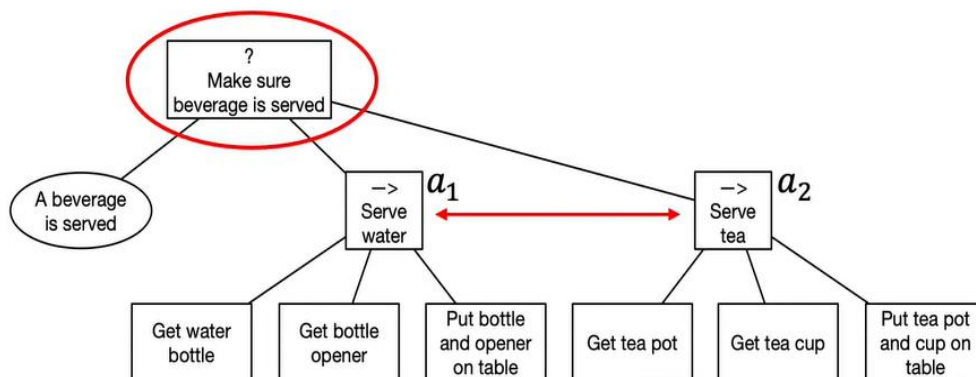 ?
Make sure
beverage is served
A beverage
is served
–>
Serve
water
a₁
–>
Serve
tea
a₂
Get water
bottle
Get bottle
opener
Put bottle
and opener
on table
Get tea pot
Get tea cup
Put tea pot
and cup on
table